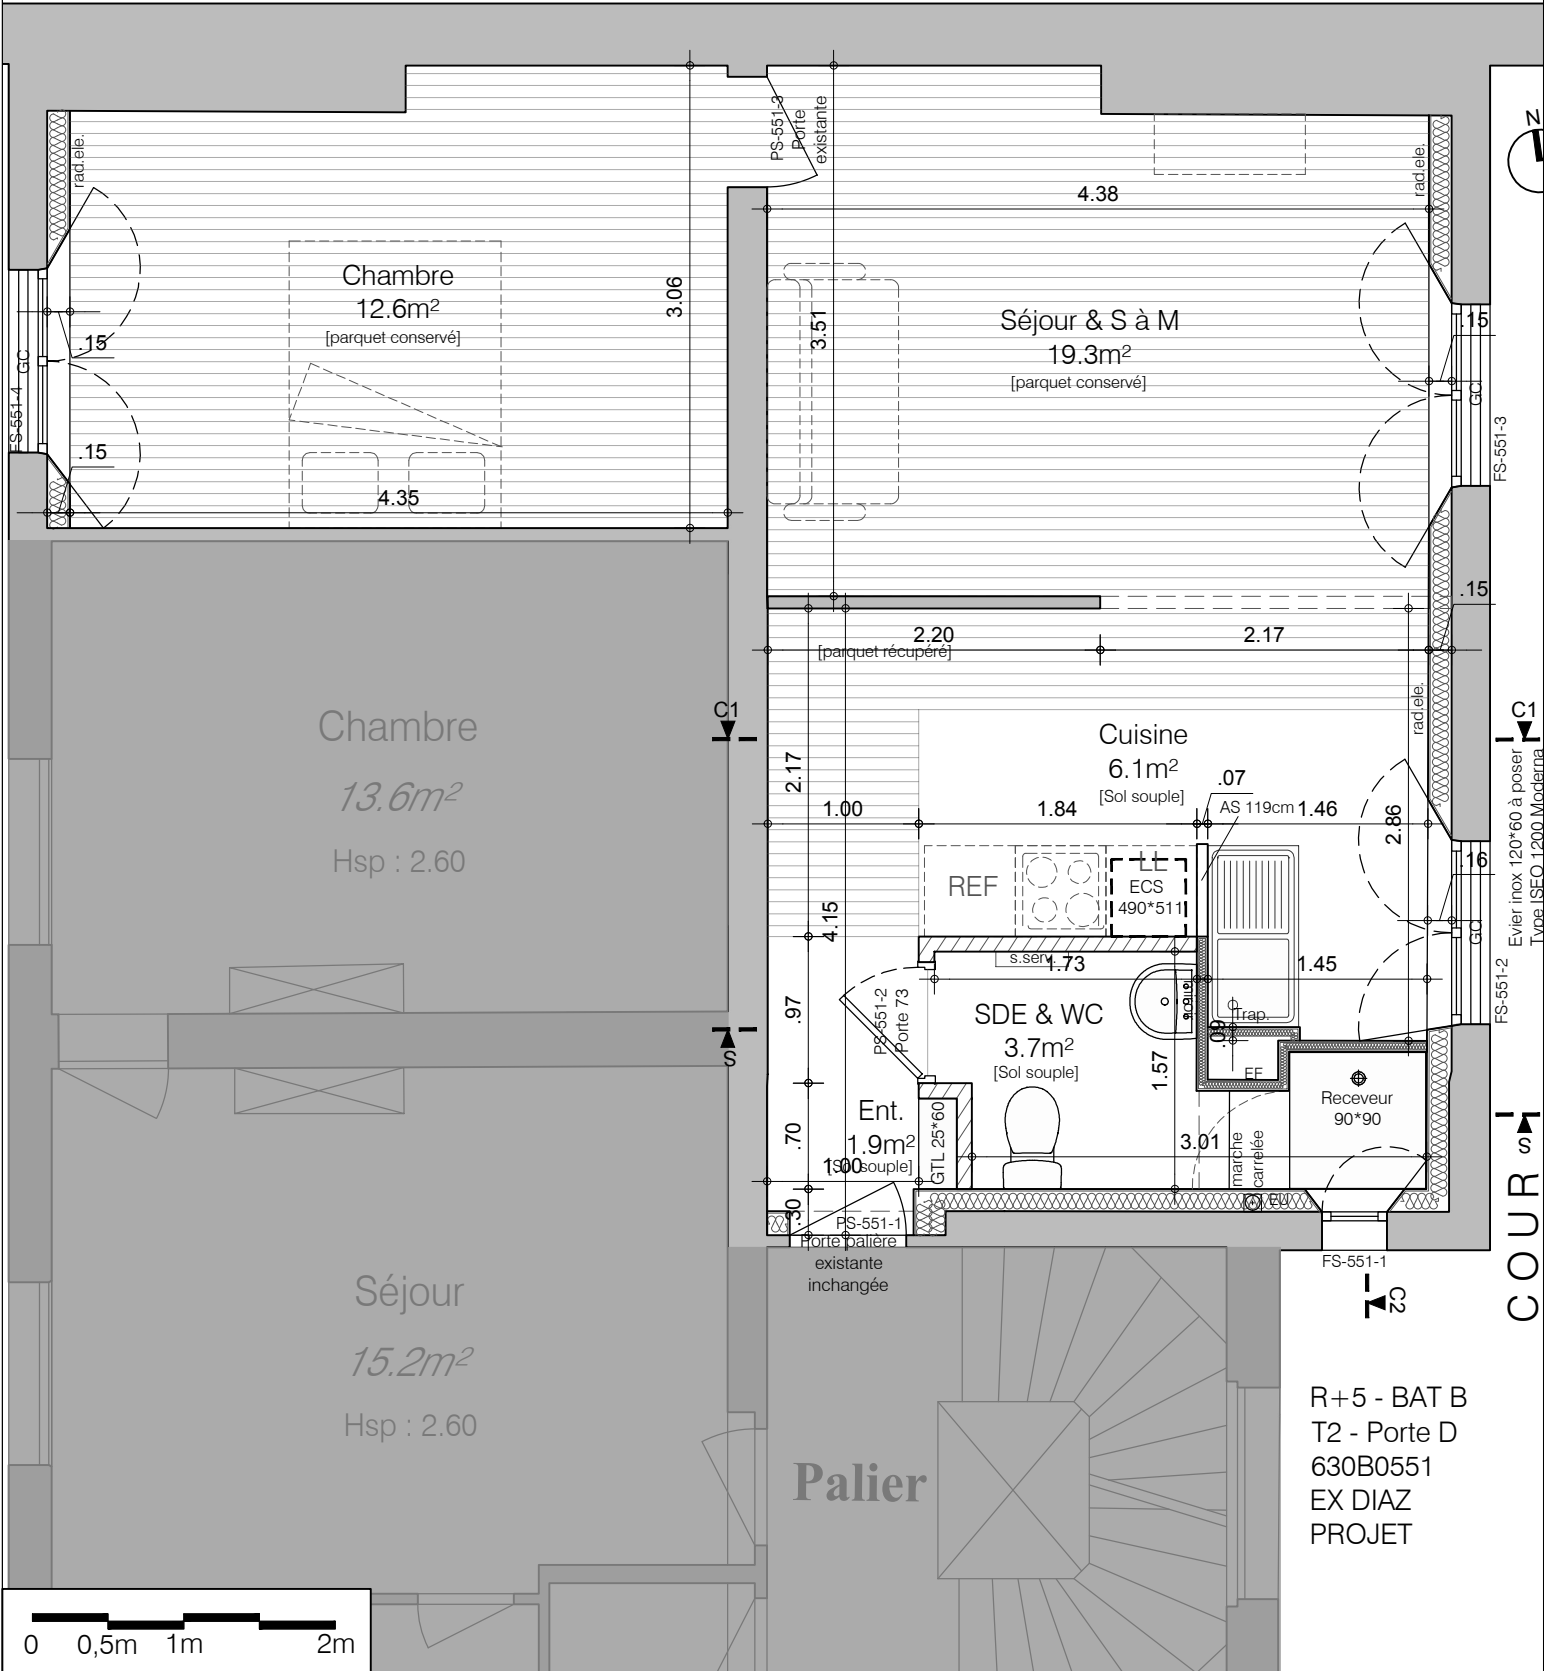 N
rad.ele.
PS-551-3
Porte
existante
rad.ele.
4.38
Chambre
12.6m²
[parquet conservé]
3.06
3.51
Séjour & S à M
19.3m²
[parquet conservé]
.15
GC
FS-551-4
.15
4.35
.15
GC
FS-551-3
.15
2.20
2.17
[parquet récupéré]
rad.ele.
C1
C1
Chambre
13.6m²
Hsp : 2.60
Cuisine
6.1m²
[Sol souple]
2.17
.07
1.00
1.84
AS 119cm
1.46
2.86
Evier inox 120*60 à poser
Type ISEO 1200 Moderna
.16
GC
FS-551-2
REF
LL
ECS
490*511
4.15
s.serv.
1.73
1.45
.97
PS-551-2
Porte 73
SDE & WC
3.7m²
[Sol souple]
1.57
.09
Trap.
EF
S
Ent.
1.9m²
[Sol souple]
1.00
.70
GTL 25*60
3.01
marche
carrelée
Receveur
90*90
S
COUR
.30
EU
PS-551-1
Porte palière
existante
inchangée
FS-551-1
C2
Séjour
15.2m²
Hsp : 2.60
Palier
R+5 - BAT B
T2 - Porte D
630B0551
EX DIAZ
PROJET
0 0,5m 1m 2m